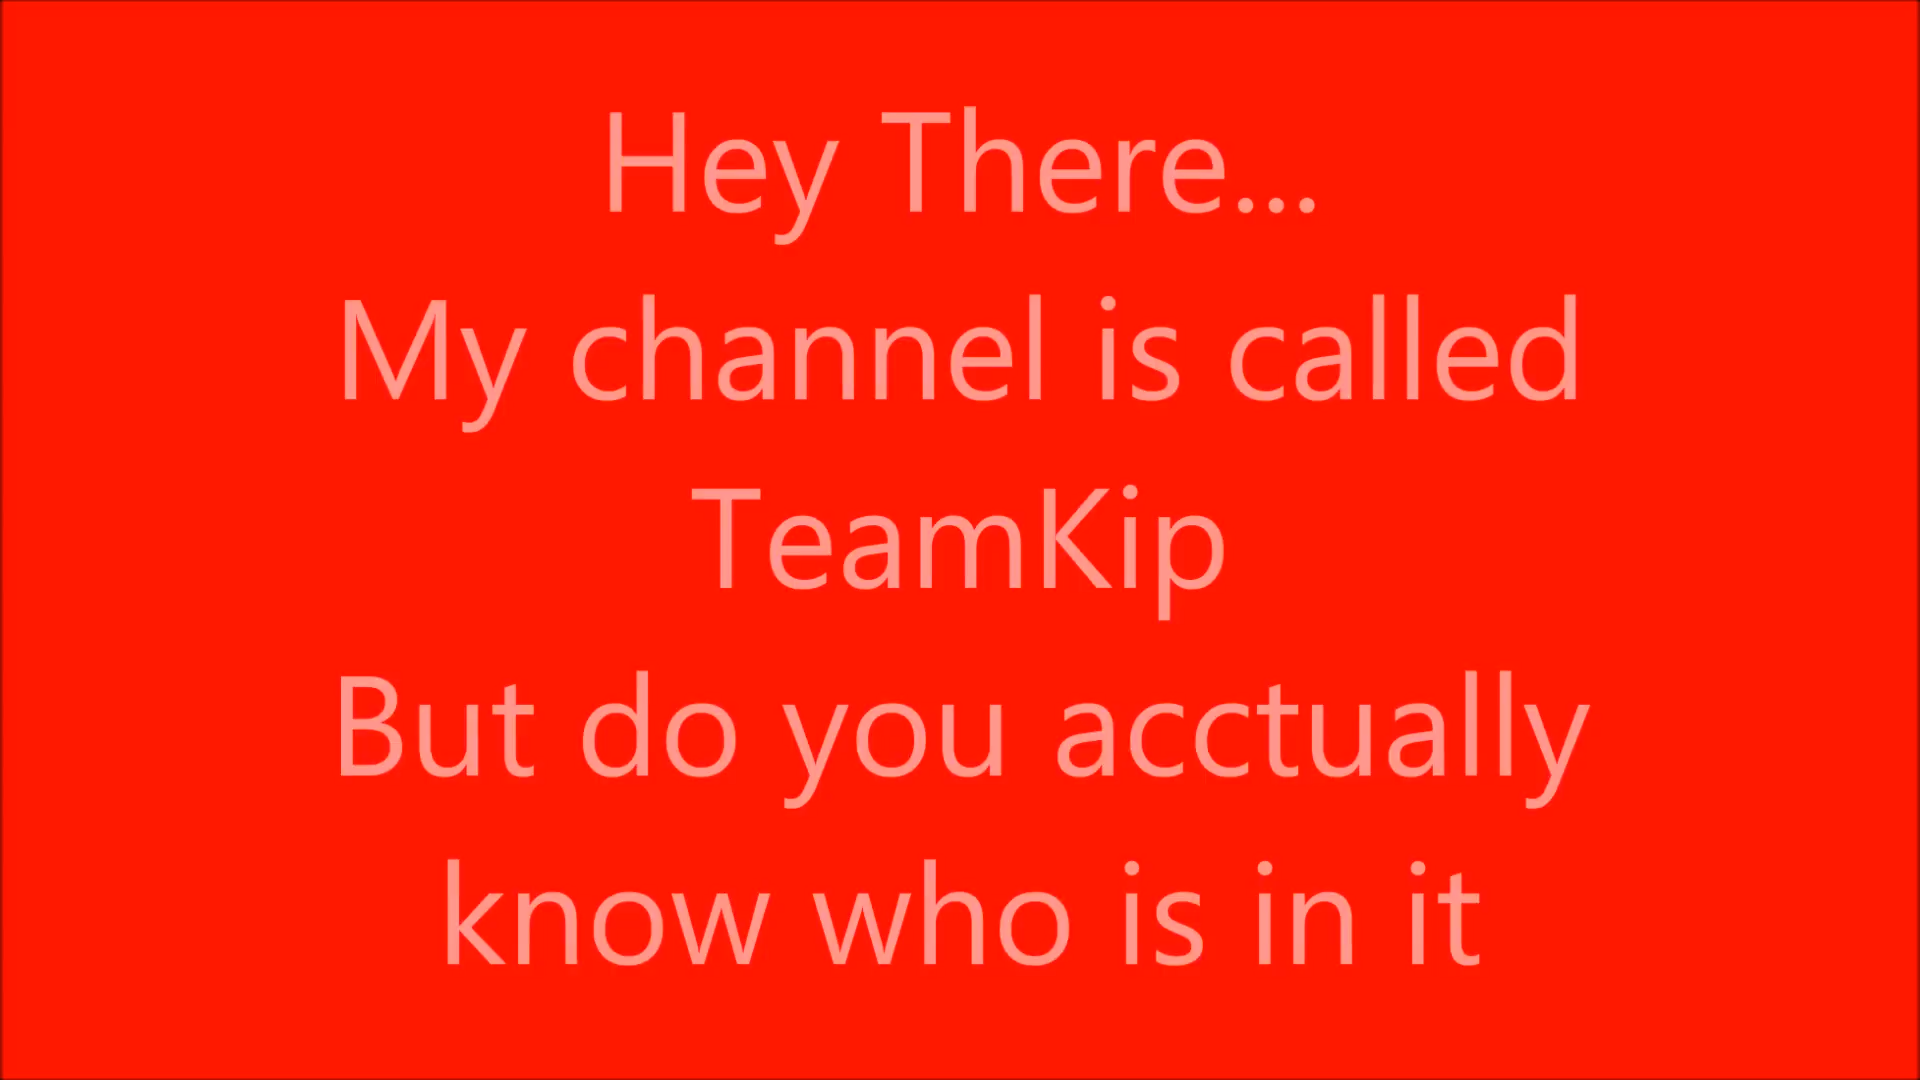 Hey There...
My channel is called
TeamKip
But do you acctually
know who is in it